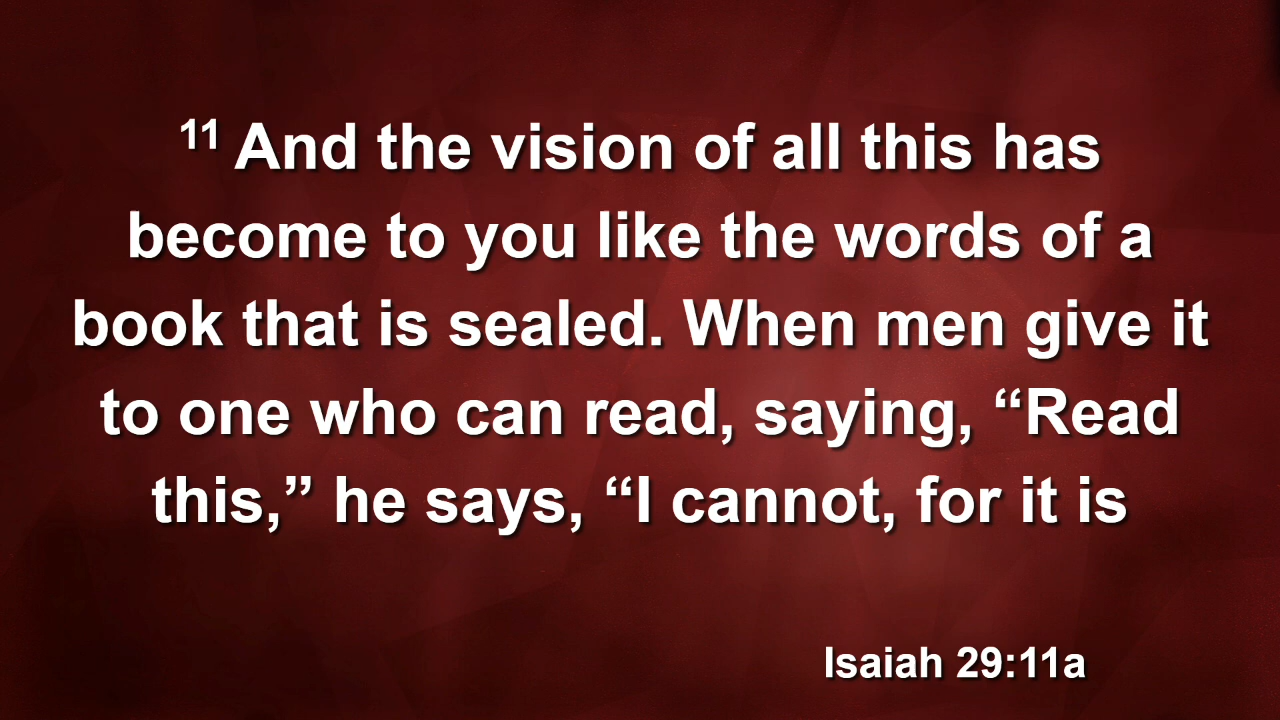 11 And the vision of all this has
become to you like the words of a
book that is sealed. When men give it
to one who can read, saying, “Read
this,” he says, “I cannot, for it is
Isaiah 29:11a